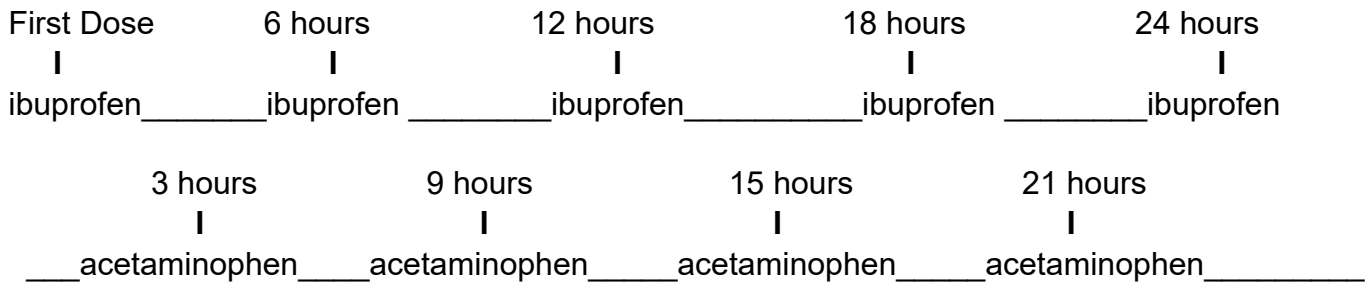 First Dose 6 hours 12 hours 18 hours 24 hours
I I I I I
ibuprofen_______ibuprofen ________ibuprofen__________ibuprofen ________ibuprofen
3 hours 9 hours 15 hours 21 hours
I I I I
___acetaminophen____acetaminophen_____acetaminophen_____acetaminophen_________